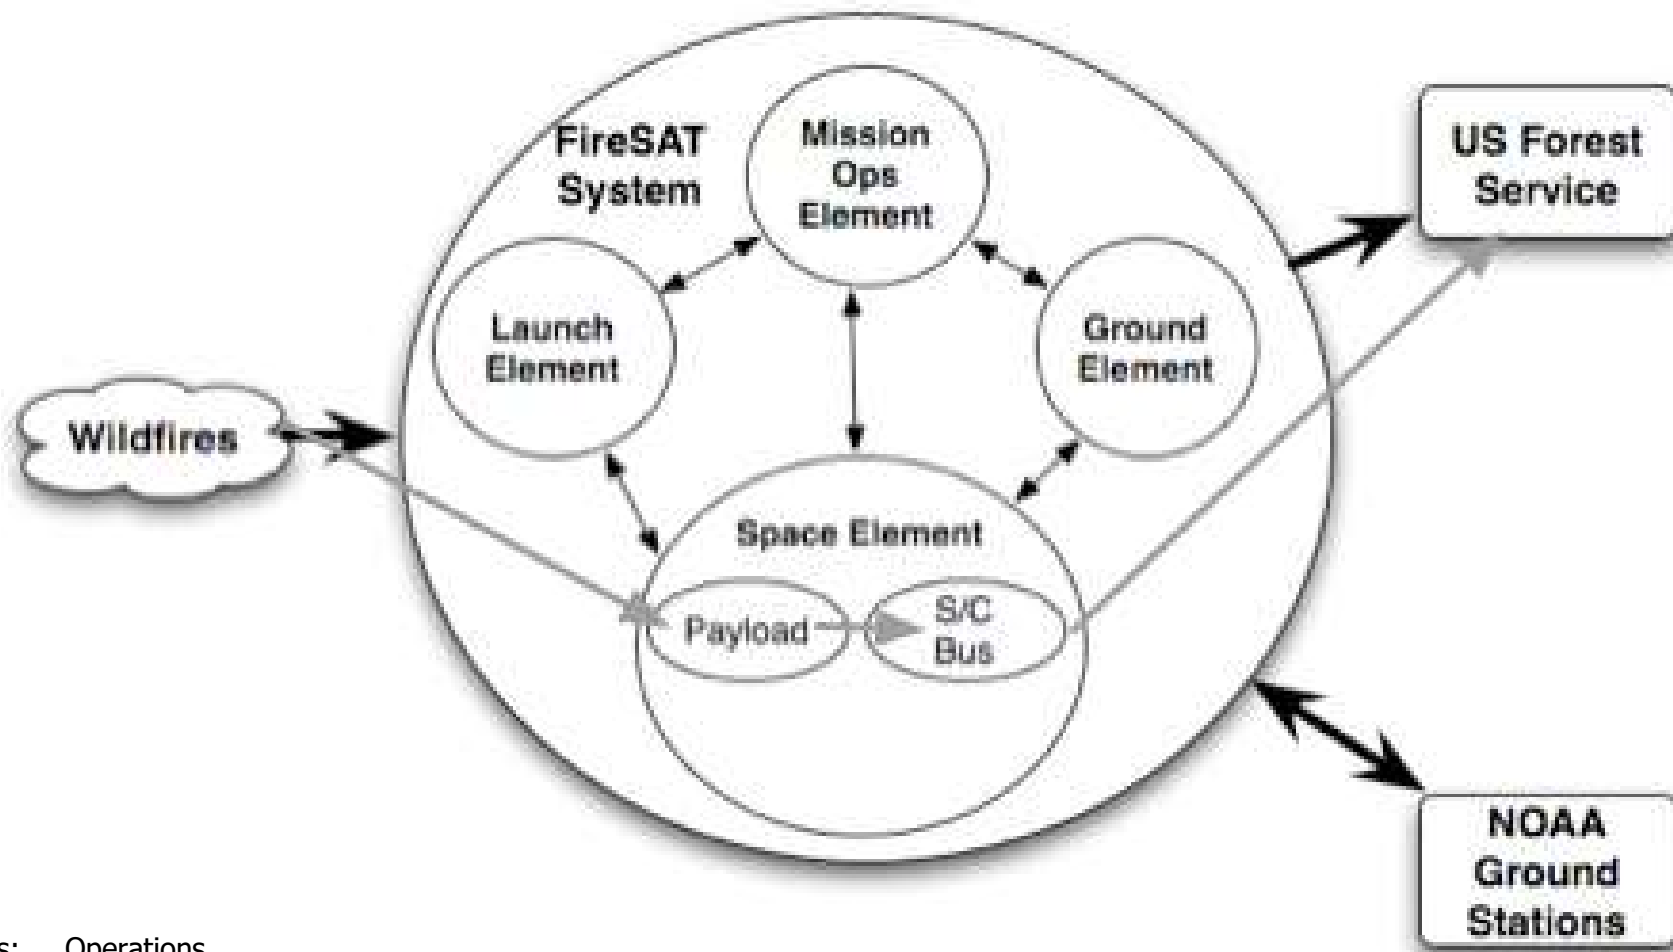 FireSAT
System
Mission
Ops
Element
US Forest
Service
Launch
Element
Ground
Element
Wildfires
Space Element
Payload
S/C
Bus
NOAA
Ground
Stations
s: Operations